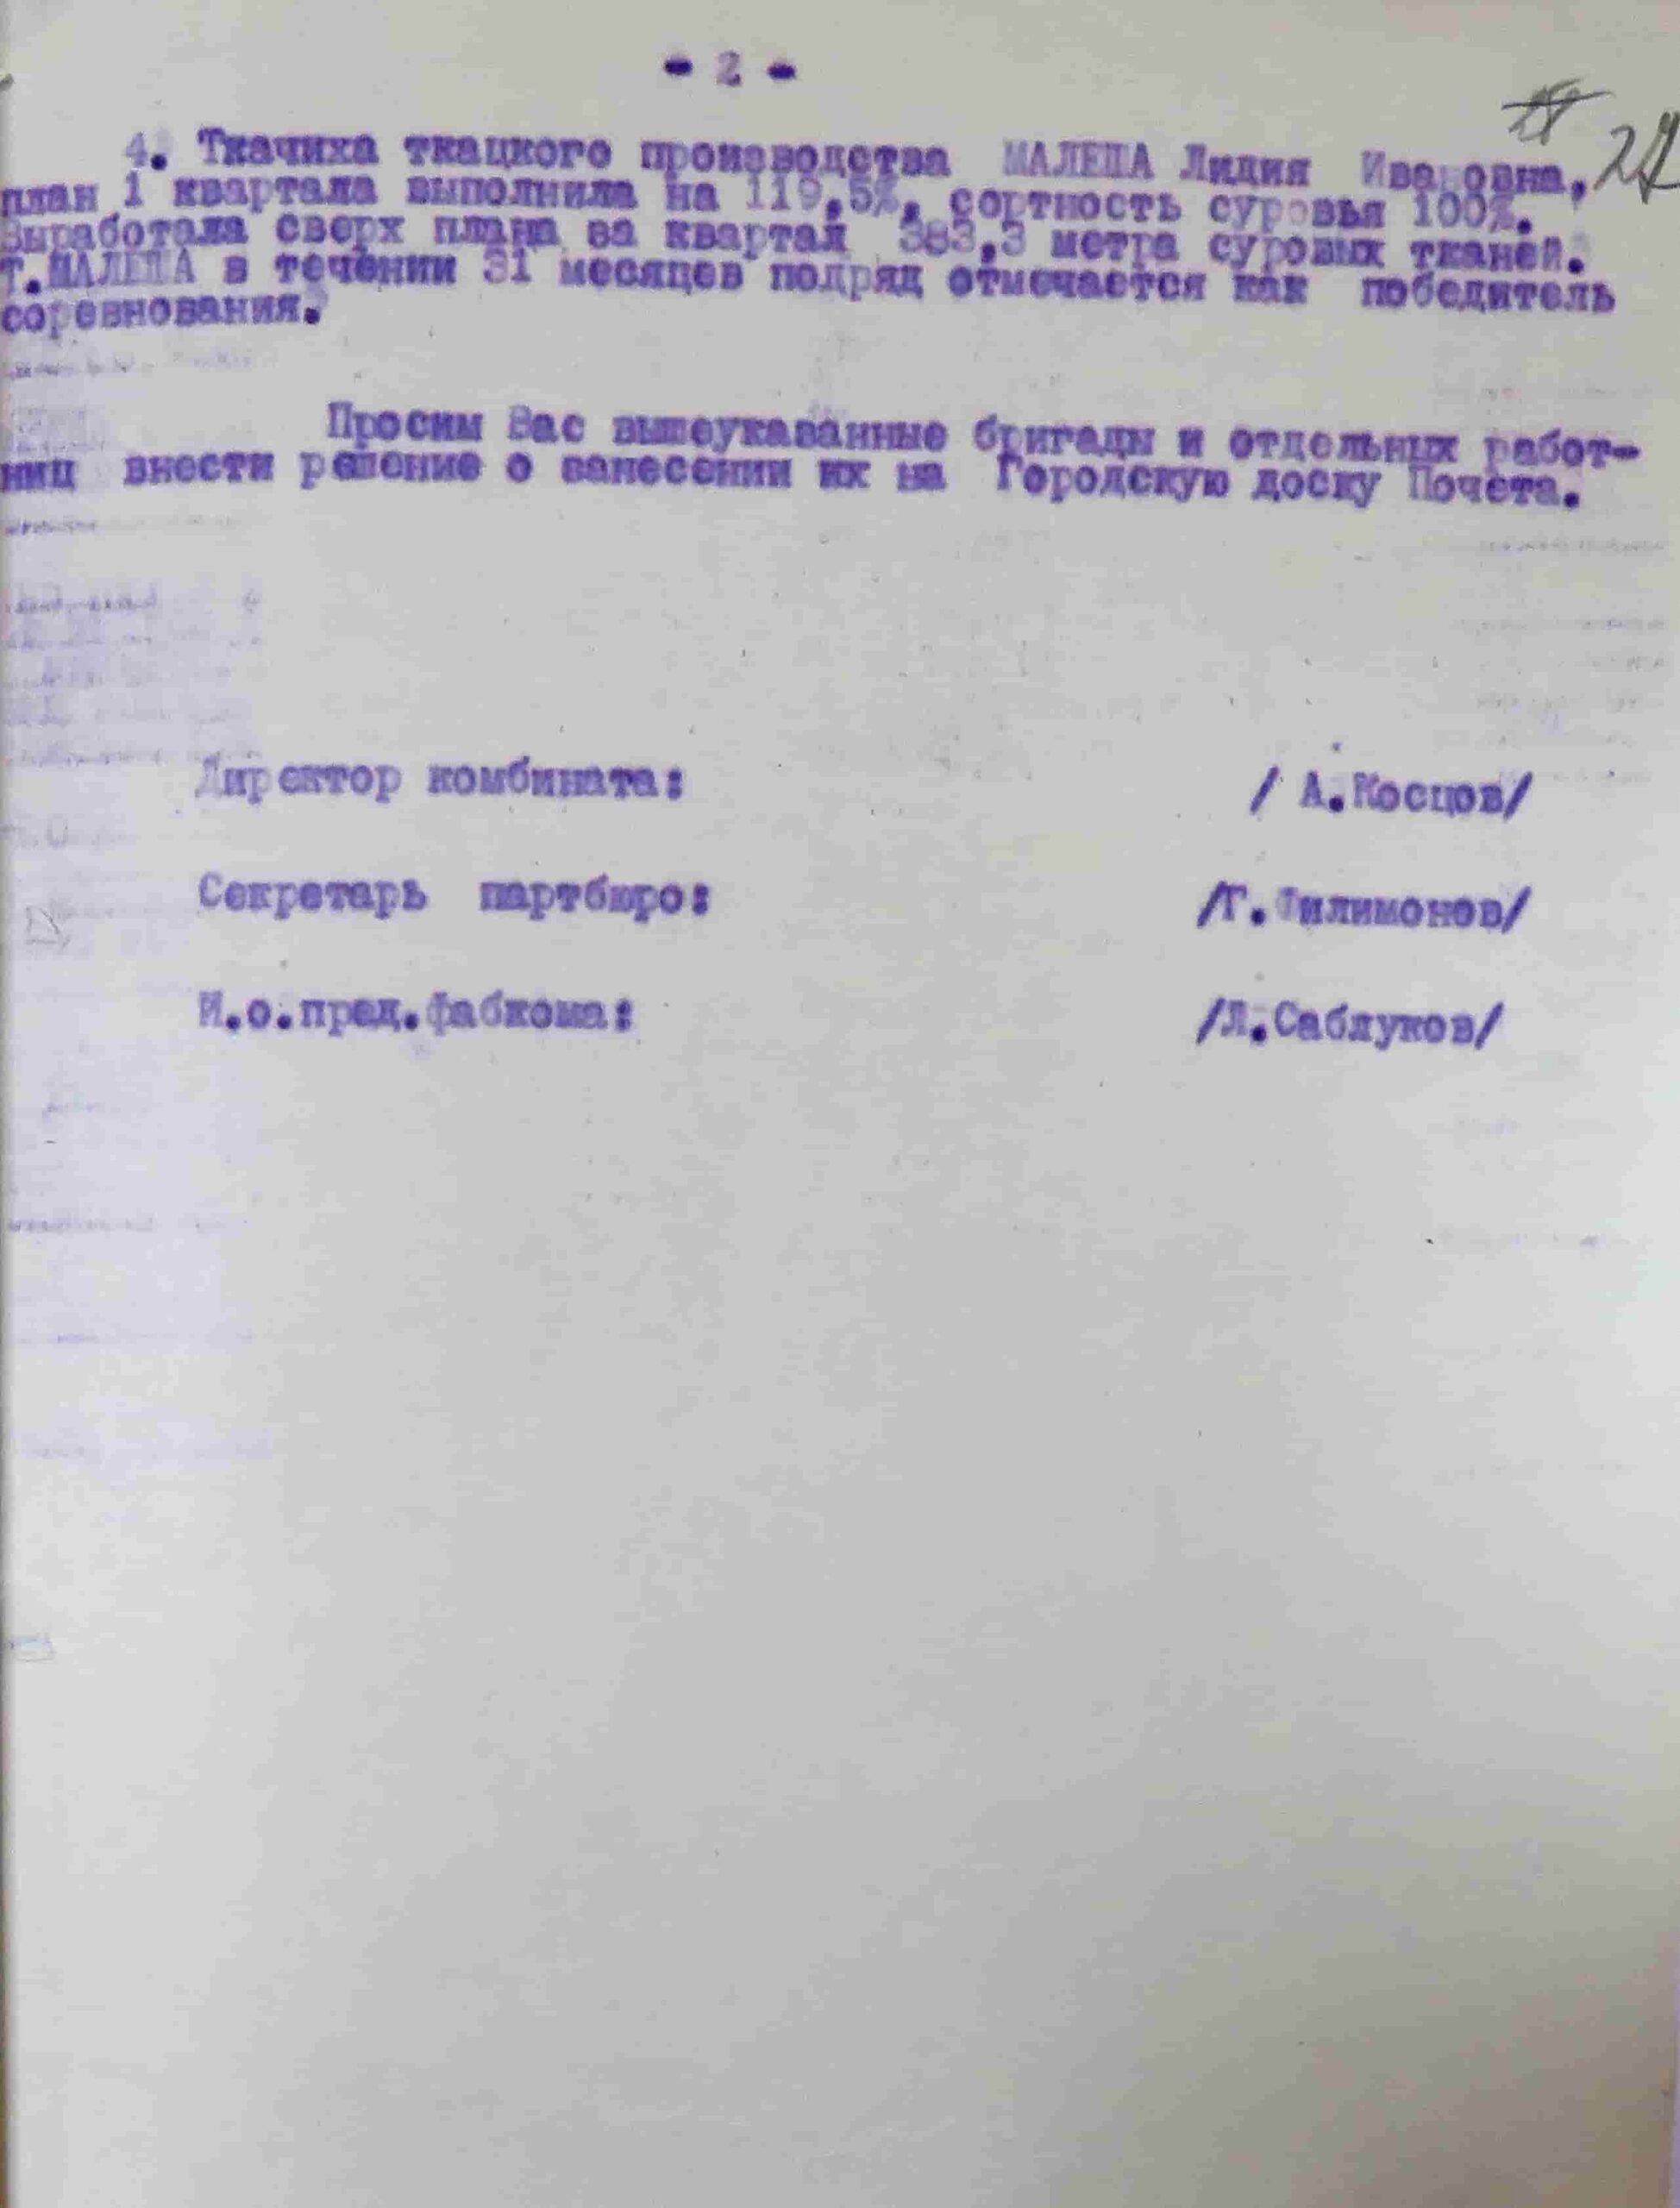 - 2 -
27
4. Ткачиха ткацкого производства МАЛЕПА Лидия Ивановна,
план 1 квартала выполнила на 119,5%, сортность суровья 100%.
Выработала сверх плана за квартал 383,3 метра суровых тканей.
Т.МАЛЕПА в течении 31 месяцев подряд отмечается как победитель
соревнования.
Просим Вас вышеуказанные бригады и отдельных работ-
ниц внести решение о занесении их на Городскую доску Почета.
Директор комбината: / А.Косцов/
Секретарь партбюро: /Г.Филимонов/
И.о.пред.фабкома: /Л.Саблуков/